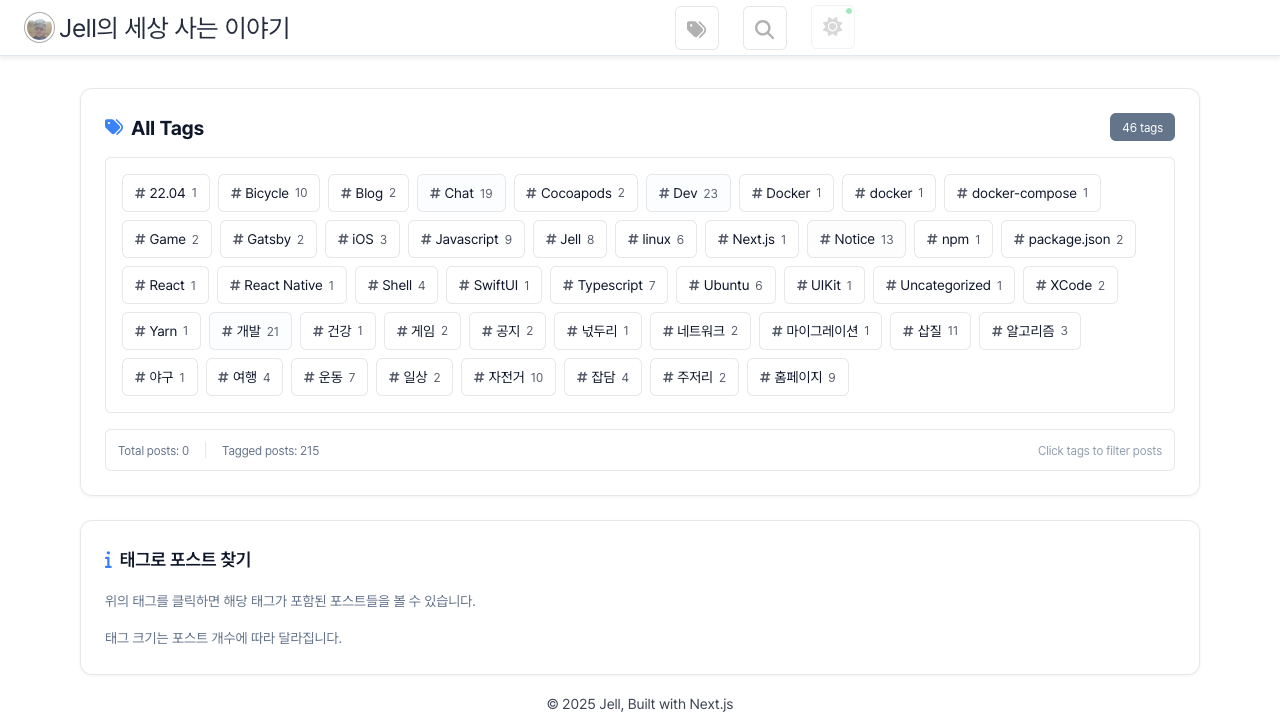 Jell의 세상 사는 이야기
All Tags
46 tags
# 22.04 1 # Bicycle 10 # Blog 2 # Chat 19 # Cocoapods 2 # Dev 23 # Docker 1 # docker 1 # docker-compose 1
# Game 2 # Gatsby 2 # iOS 3 # Javascript 9 # Jell 8 # linux 6 # Next.js 1 # Notice 13 # npm 1 # package.json 2
# React 1 # React Native 1 # Shell 4 # SwiftUI 1 # Typescript 7 # Ubuntu 6 # UIKit 1 # Uncategorized 1 # XCode 2
# Yarn 1 # 개발 21 # 건강 1 # 게임 2 # 공지 2 # 넋두리 1 # 네트워크 2 # 마이그레이션 1 # 삽질 11 # 알고리즘 3
# 야구 1 # 여행 4 # 운동 7 # 일상 2 # 자전거 10 # 잡담 4 # 주저리 2 # 홈페이지 9
Total posts: 0 Tagged posts: 215 Click tags to filter posts
태그로 포스트 찾기
위의 태그를 클릭하면 해당 태그가 포함된 포스트들을 볼 수 있습니다.
태그 크기는 포스트 개수에 따라 달라집니다.
© 2025 Jell, Built with Next.js